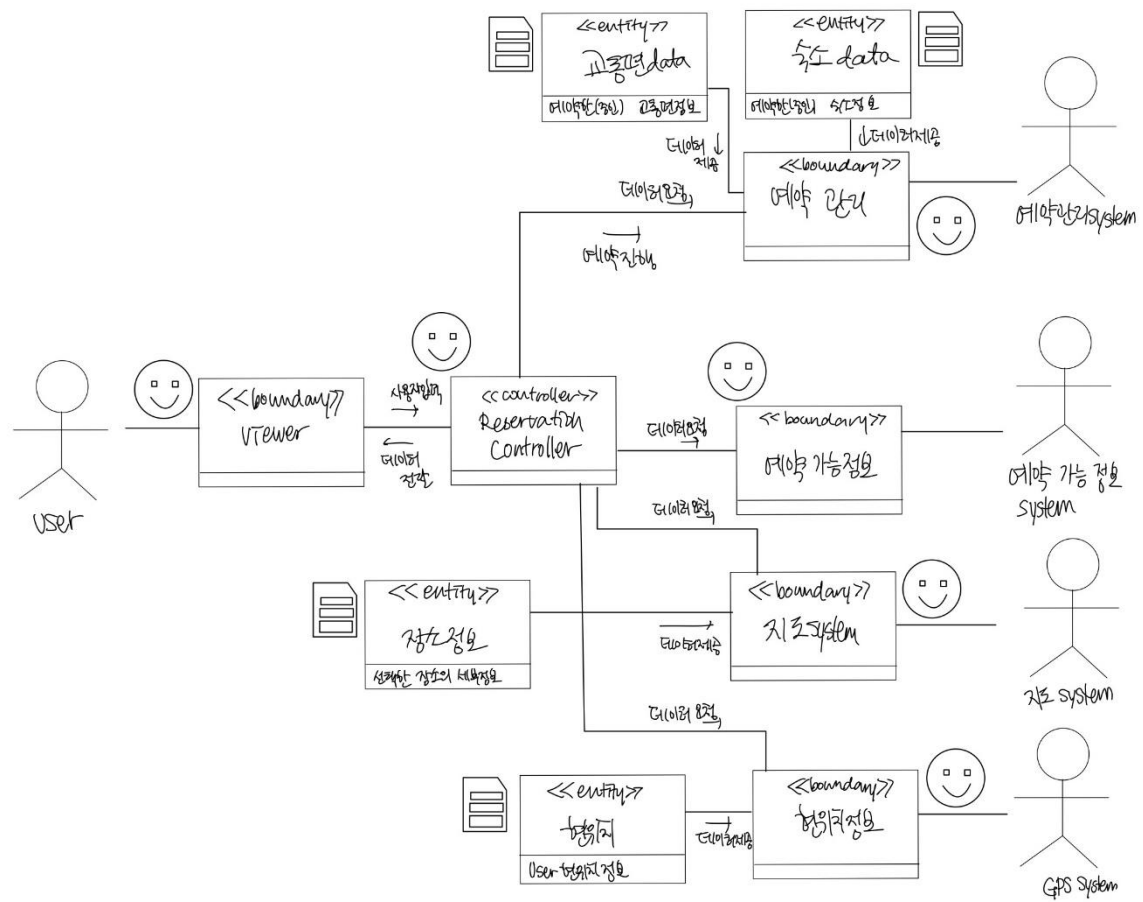 <<entity>>
교통편data
예약한(중인) 교통편정보
<<entity>>
숙소 data
예약한(중인) 숙소정보
데이터
제공
데이터제공
<<boundary>>
예약 관리
예약관리system
데이터요청
예약진행
<<boundary>>
viewer
사용자입력
데이터
전달
<<controller>>
Reservation
Controller
user
데이터요청
<<boundary>>
예약 가능정보
예약 가능 정보
system
데이터요청
<<entity>>
장소정보
선택한 장소의 세부정보
데이터제공
<<boundary>>
지도system
지도 system
데이터 요청
<<entity>>
현위치
User 현위치 정보
데이터제공
<<boundary>>
현위치정보
GPS System